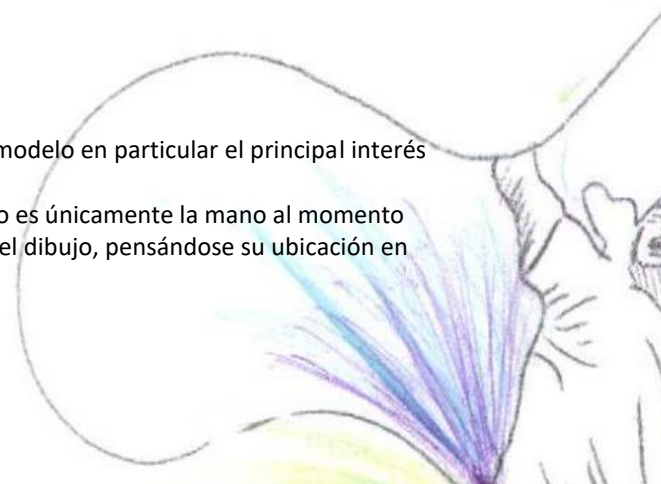 modelo en particular el principal interés
o es únicamente la mano al momento
el dibujo, pensándose su ubicación en